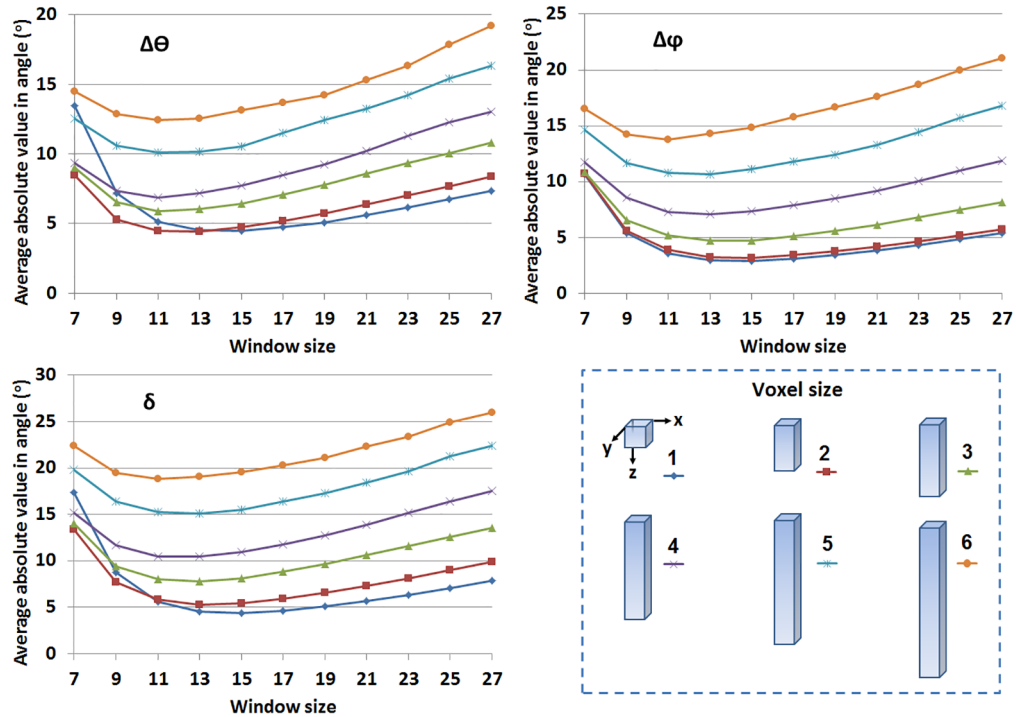 Average absolute value in angle (°)
ΔΘ
20
15
10
5
0
7 9 11 13 15 17 19 21 23 25 27
Window size
Average absolute value in angle (°)
Δφ
25
20
15
10
5
0
7 9 11 13 15 17 19 21 23 25 27
Window size
Average absolute value in angle (°)
δ
30
25
20
15
10
5
0
7 9 11 13 15 17 19 21 23 25 27
Window size
Voxel size
x
y
z
1
2
3
4
5
6